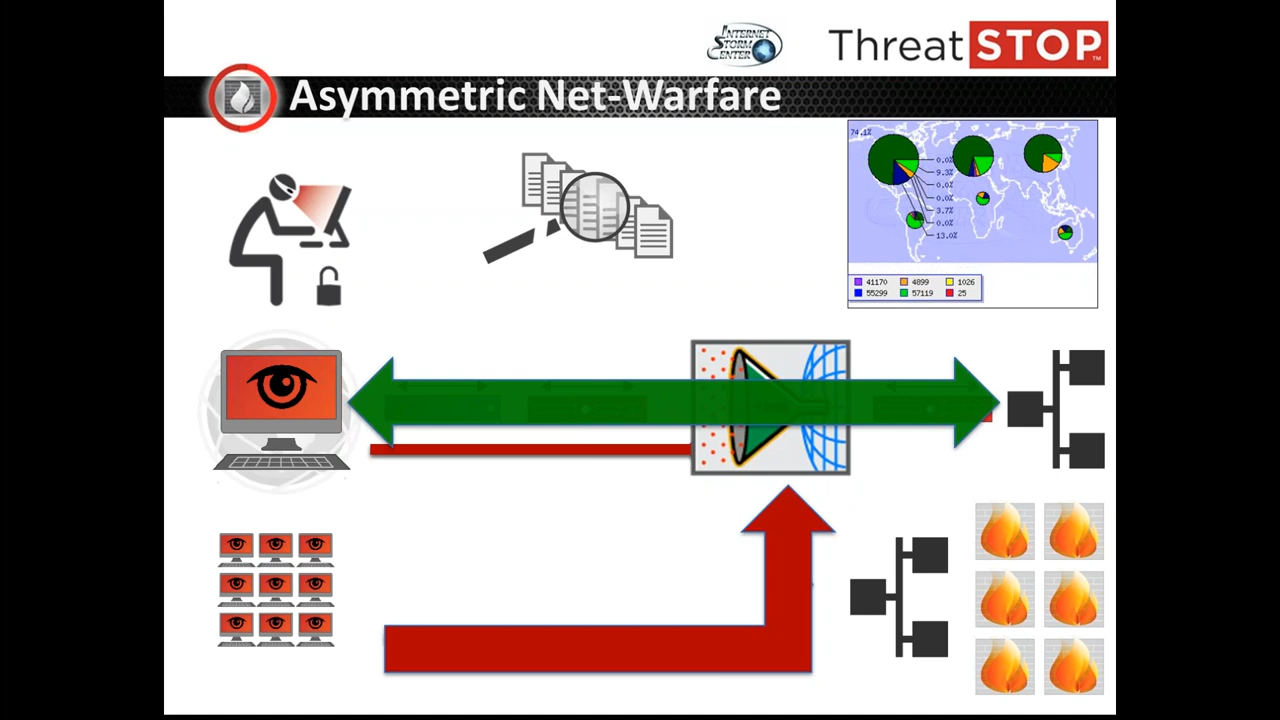 INTERNET
STORM
CENTER
ThreatSTOP™
Asymmetric Net-Warfare
74.1%
0.0%
9.3%
0.0%
0.0%
3.7%
0.0%
13.0%
41170 4899 1026
55299 57119 25